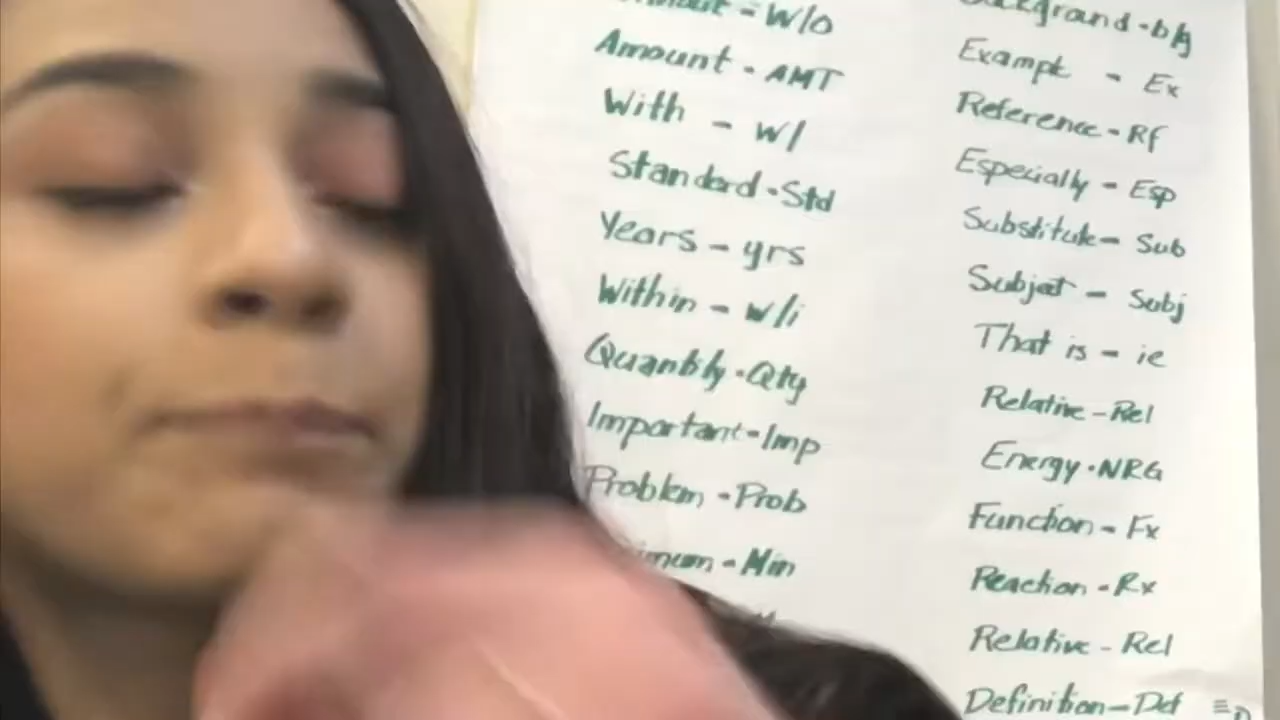 - w/o
Amount - AMT
With - w/
Standard - Std
Years - yrs
Within - w/i
Quantity - Qty
Important - Imp
Problem - Prob
- Min
Background - bkg
Example - Ex
Reference - Rf
Especially - Esp
Substitute - Sub
Subject - Subj
That is - ie
Relative - Rel
Energy - NRG
Function - Fx
Reaction - Rx
Relative - Rel
Definition - Def